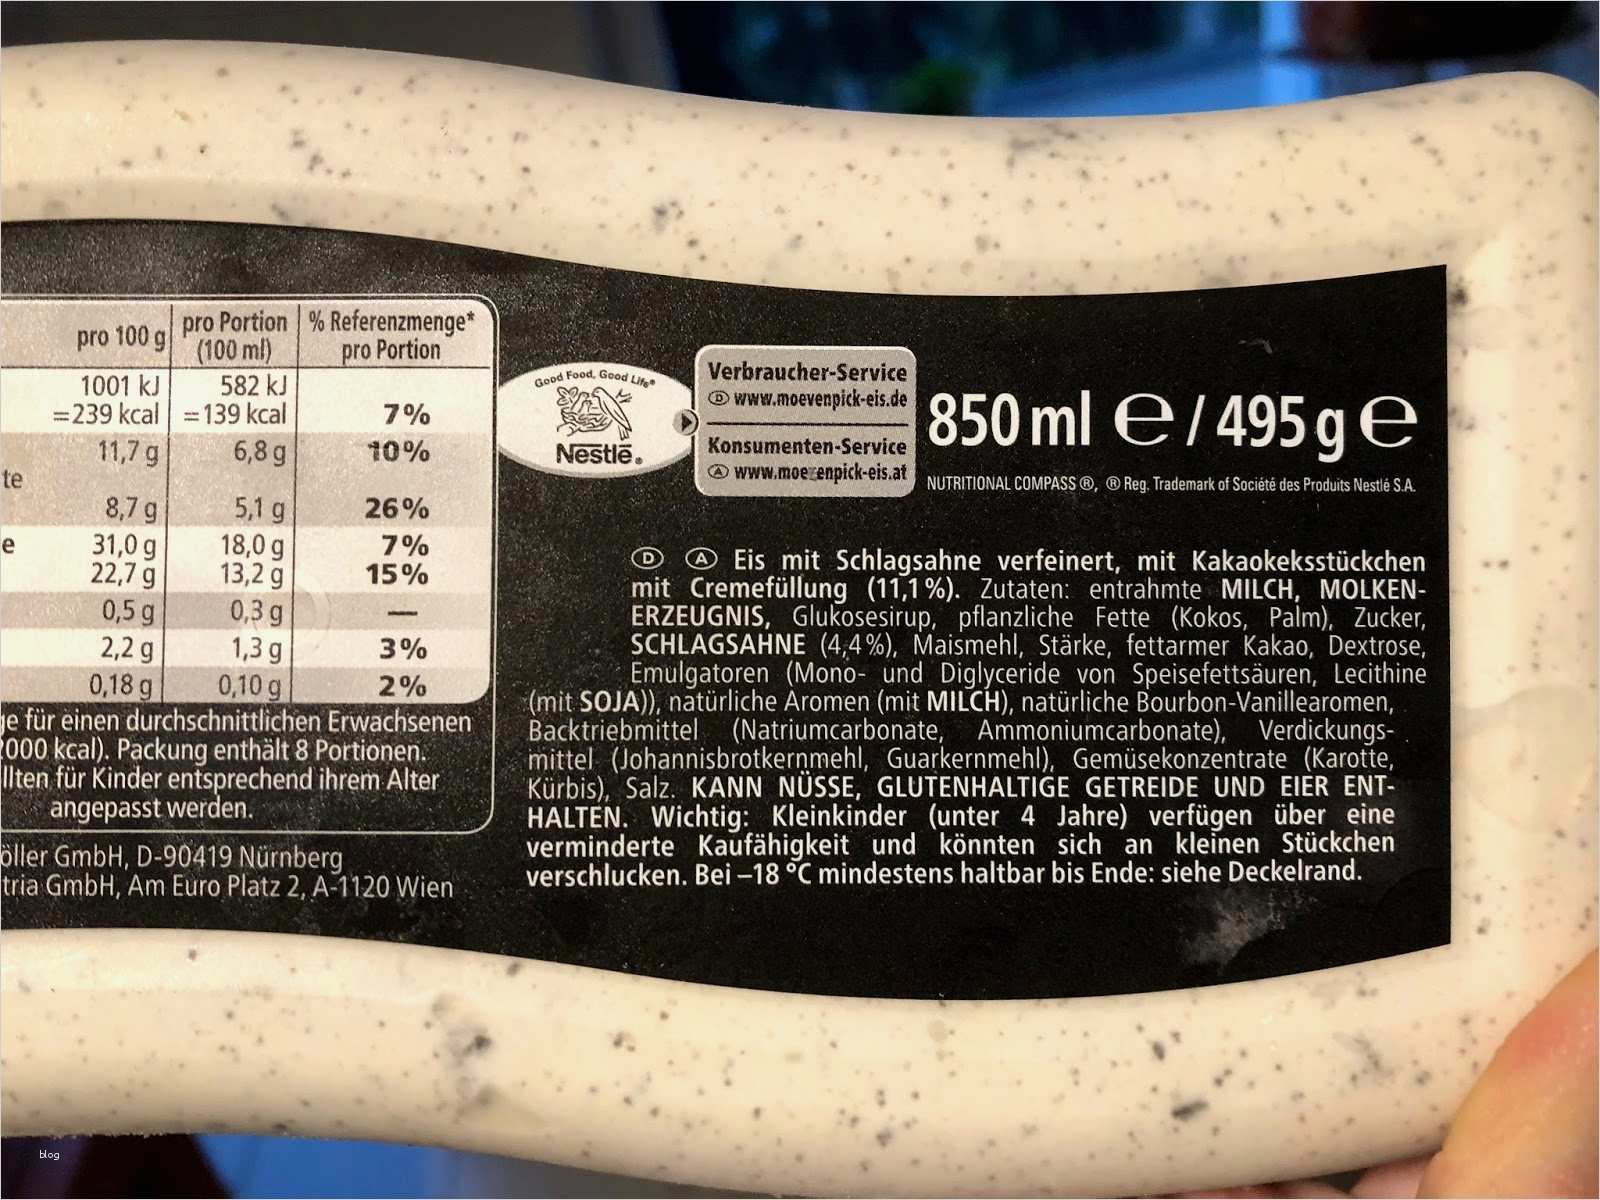 pro 100 g pro Portion (100 ml) % Referenzmenge* pro Portion
1001 kJ 582 kJ
=239 kcal =139 kcal 7%
11,7 g 6,8 g 10%
te
8,7 g 5,1 g 26%
e 31,0 g 18,0 g 7%
22,7 g 13,2 g 15%
0,5 g 0,3 g —
2,2 g 1,3 g 3%
0,18 g 0,10 g 2%
e für einen durchschnittlichen Erwachsenen
000 kcal). Packung enthält 8 Portionen.
llten für Kinder entsprechend ihrem Alter
angepasst werden.
öller GmbH, D-90419 Nürnberg
tria GmbH, Am Euro Platz 2, A-1120 Wien
Good Food, Good Life®
Nestlē®
Verbraucher-Service
Ⓓ www.moevenpick-eis.de
Konsumenten-Service
Ⓐ www.moevenpick-eis.at
850 ml ℮ / 495 g ℮
NUTRITIONAL COMPASS ®, ® Reg. Trademark of Société des Produits Nestlé S.A.
Ⓓ Ⓐ Eis mit Schlagsahne verfeinert, mit Kakaokeksstückchen
mit Cremefüllung (11,1%). Zutaten: entrahmte MILCH, MOLKEN-
ERZEUGNIS, Glukosesirup, pflanzliche Fette (Kokos, Palm), Zucker,
SCHLAGSAHNE (4,4%), Maismehl, Stärke, fettarmer Kakao, Dextrose,
Emulgatoren (Mono- und Diglyceride von Speisefettsäuren, Lecithine
(mit SOJA)), natürliche Aromen (mit MILCH), natürliche Bourbon-Vanillearomen,
Backtriebmittel (Natriumcarbonate, Ammoniumcarbonate), Verdickungs-
mittel (Johannisbrotkernmehl, Guarkernmehl), Gemüsekonzentrate (Karotte,
Kürbis), Salz. KANN NÜSSE, GLUTENHALTIGE GETREIDE UND EIER ENT-
HALTEN. Wichtig: Kleinkinder (unter 4 Jahre) verfügen über eine
verminderte Kaufähigkeit und könnten sich an kleinen Stückchen
verschlucken. Bei –18 °C mindestens haltbar bis Ende: siehe Deckelrand.
blog